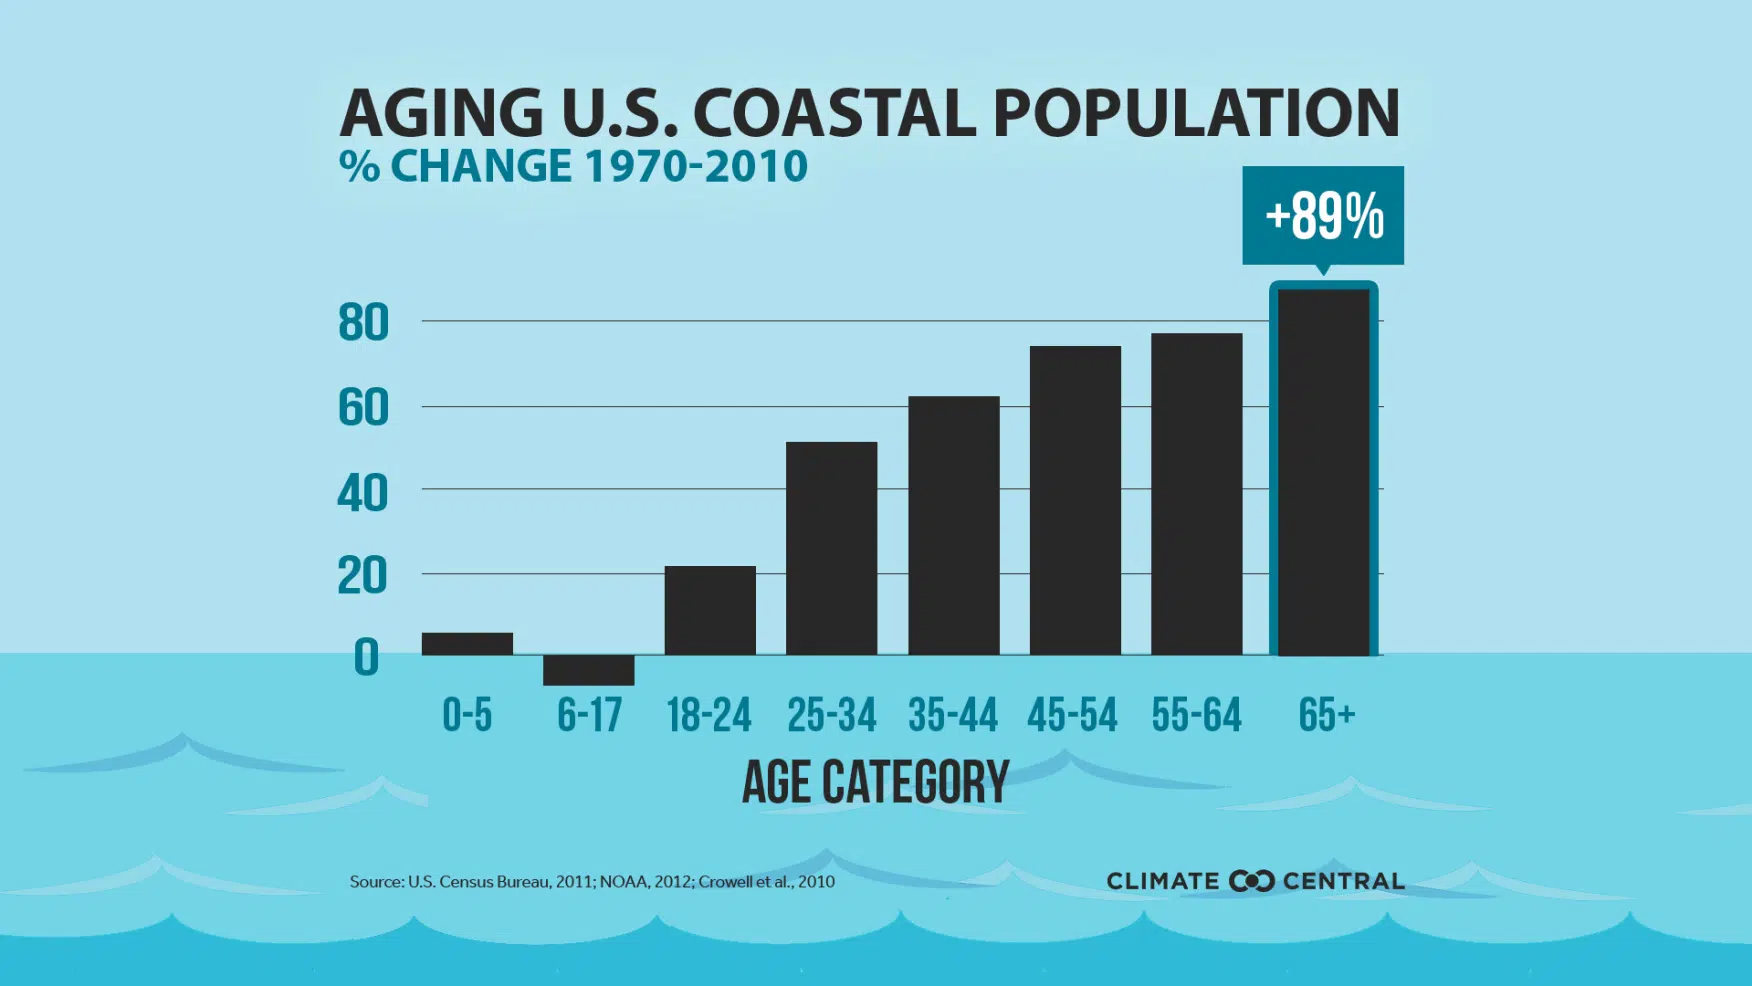 AGING U.S. COASTAL POPULATION
% CHANGE 1970-2010
+89%
80
60
40
20
0
0-5 6-17 18-24 25-34 35-44 45-54 55-64 65+
AGE CATEGORY
Source: U.S. Census Bureau, 2011; NOAA, 2012; Crowell et al., 2010
CLIMATE CENTRAL